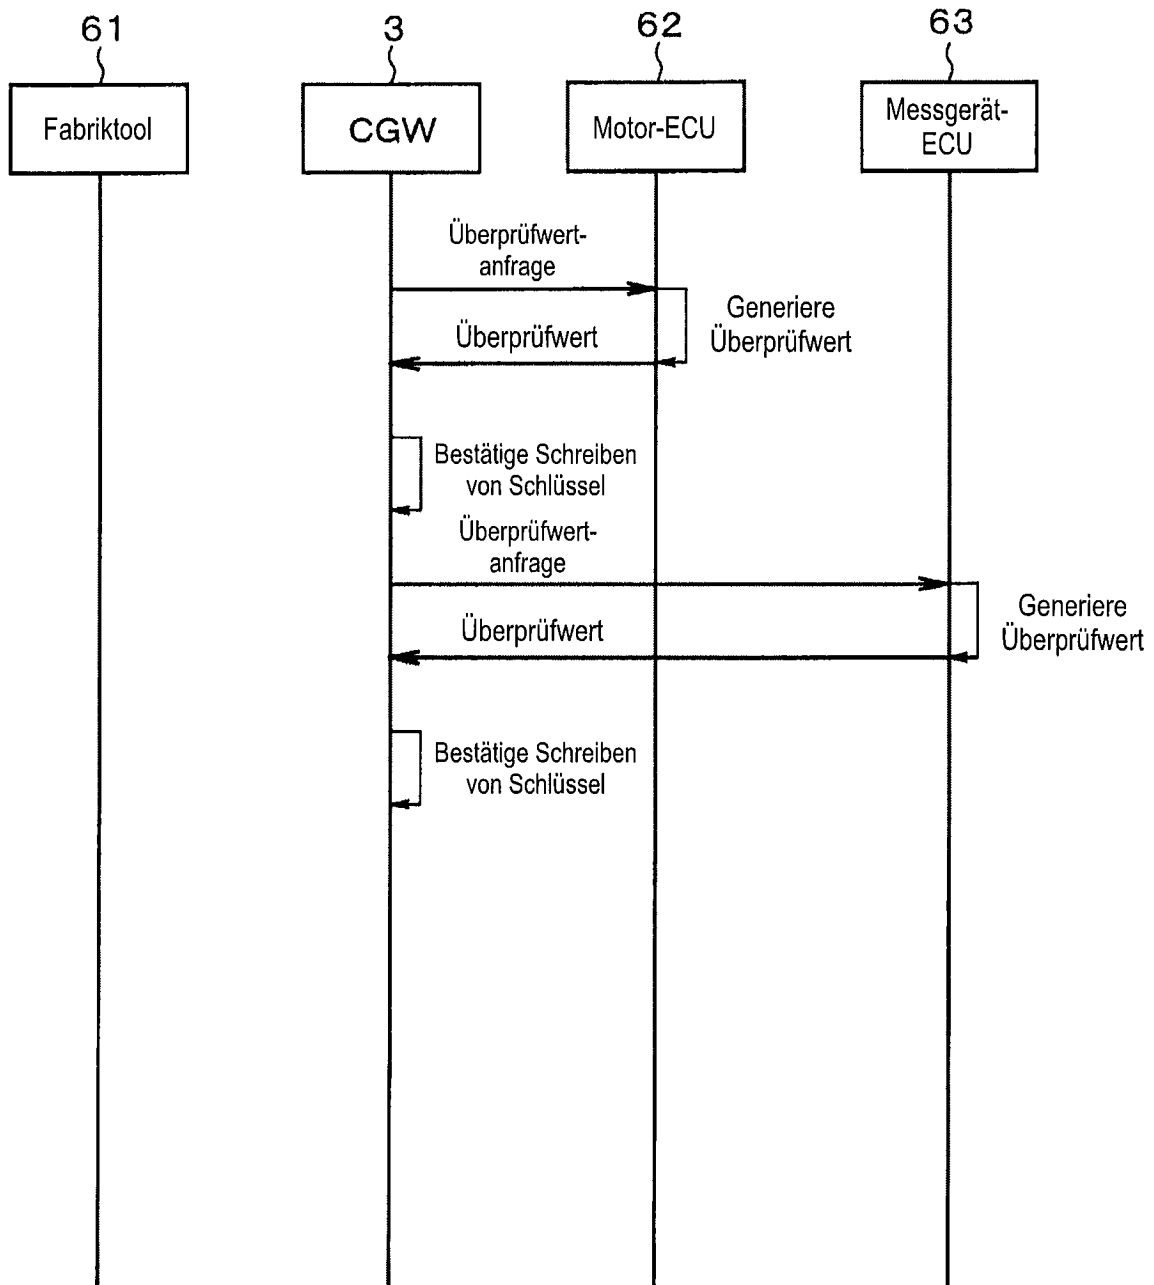 61
3
62
63
Fabriktool
CGW
Motor-ECU
Messgerät-
ECU
Überprüfwert-
anfrage
Generiere
Überprüfwert
Überprüfwert
Bestätige Schreiben
von Schlüssel
Überprüfwert-
anfrage
Generiere
Überprüfwert
Überprüfwert
Bestätige Schreiben
von Schlüssel